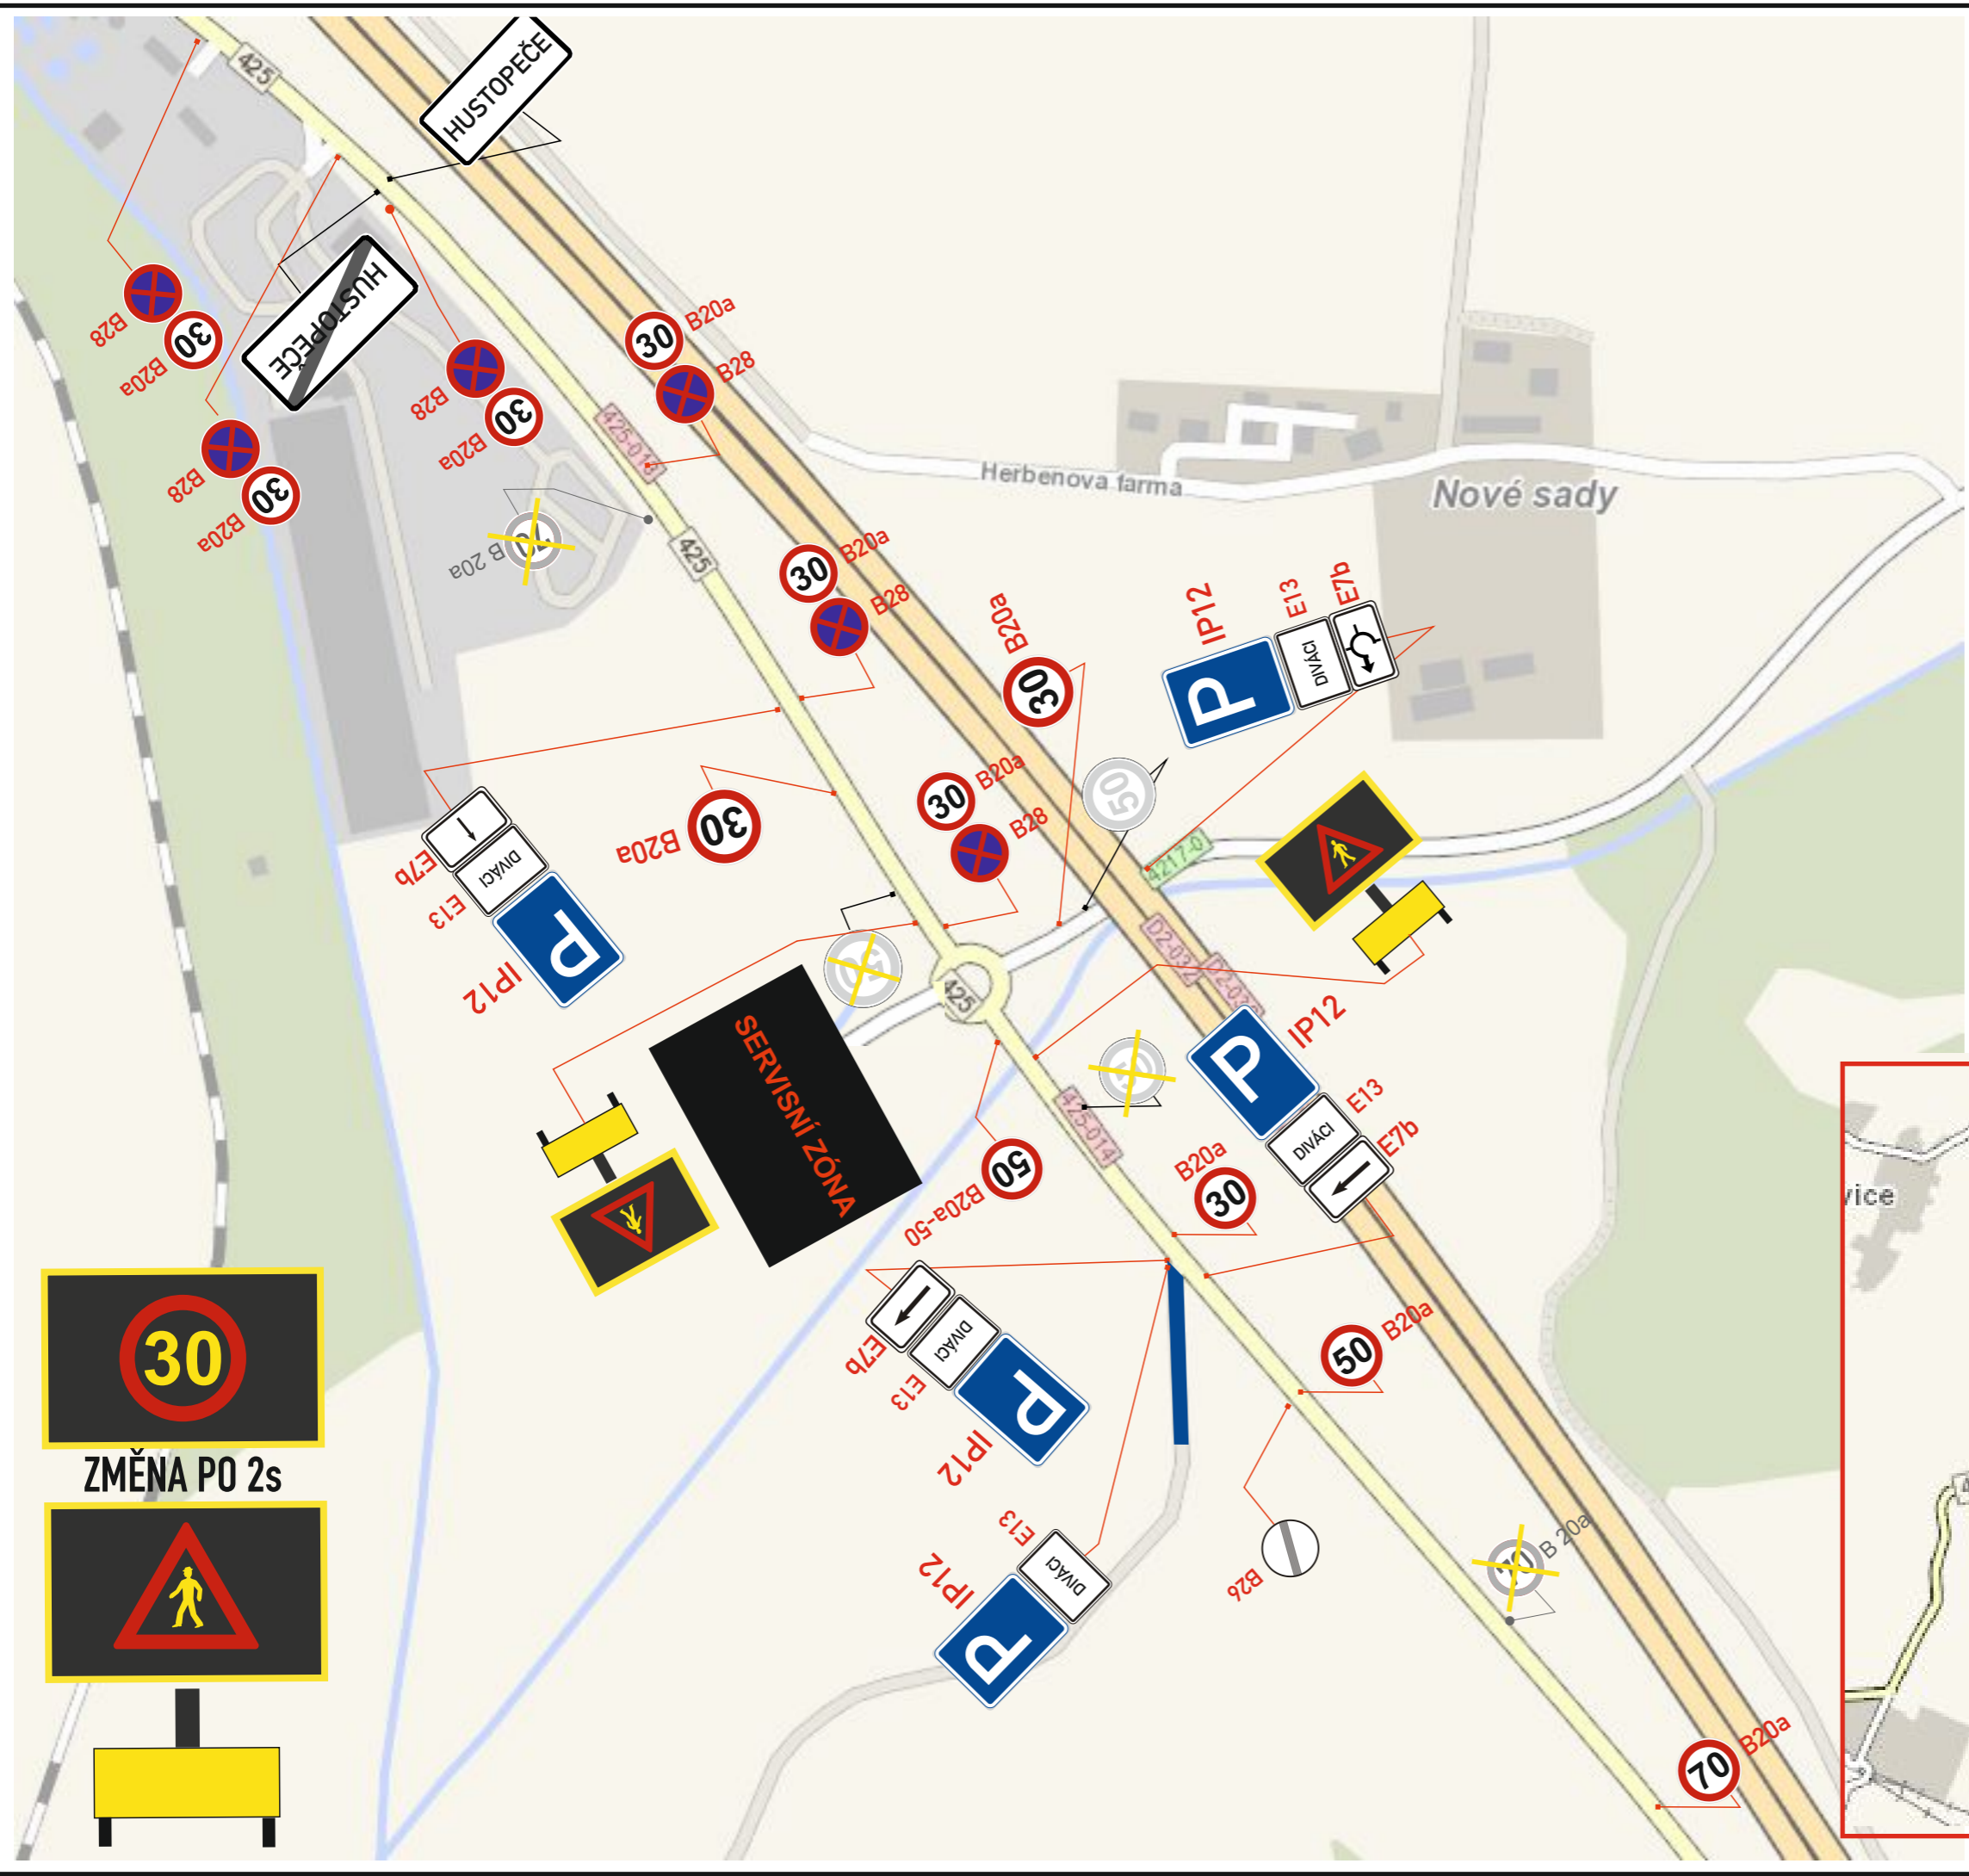 425
HUSTOPEČE
HUSTOPEČE
B28
30
B20a
B28
30
B20a
B28
30
B20a
30
B20a
B28
425
B 20a
30
B20a
B28
Herbenova farma
Nové sady
B20a
30
IP12
E13
E7b
P
DIVÁCI
50
B20a
30
30
B20a
B28
E7b
E13
DIVÁCI
P
IP12
50
4217-0
D2-032
425
SERVISNÍ ZÓNA
425-014
P
IP12
DIVÁCI
E13
E7b
50
B20a-50
B20a
30
E7b
E13
DIVÁCI
P
IP12
50
B20a
30
ZMĚNA PO 2s
E13
IP12
DIVÁCI
P
B26
B 20a
70
B20a
vice